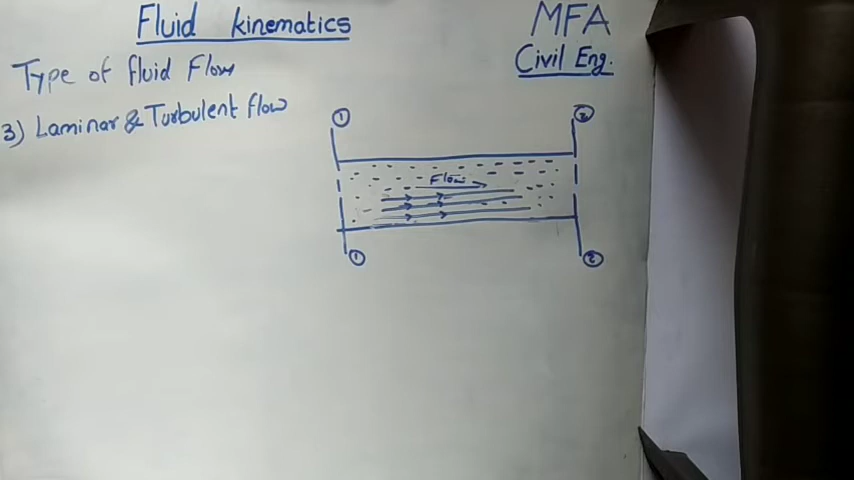 Fluid kinematics
MFA
Civil Eng.
Type of fluid Flow
3) Laminar & Turbulent flow
1
2
Flow
1
2